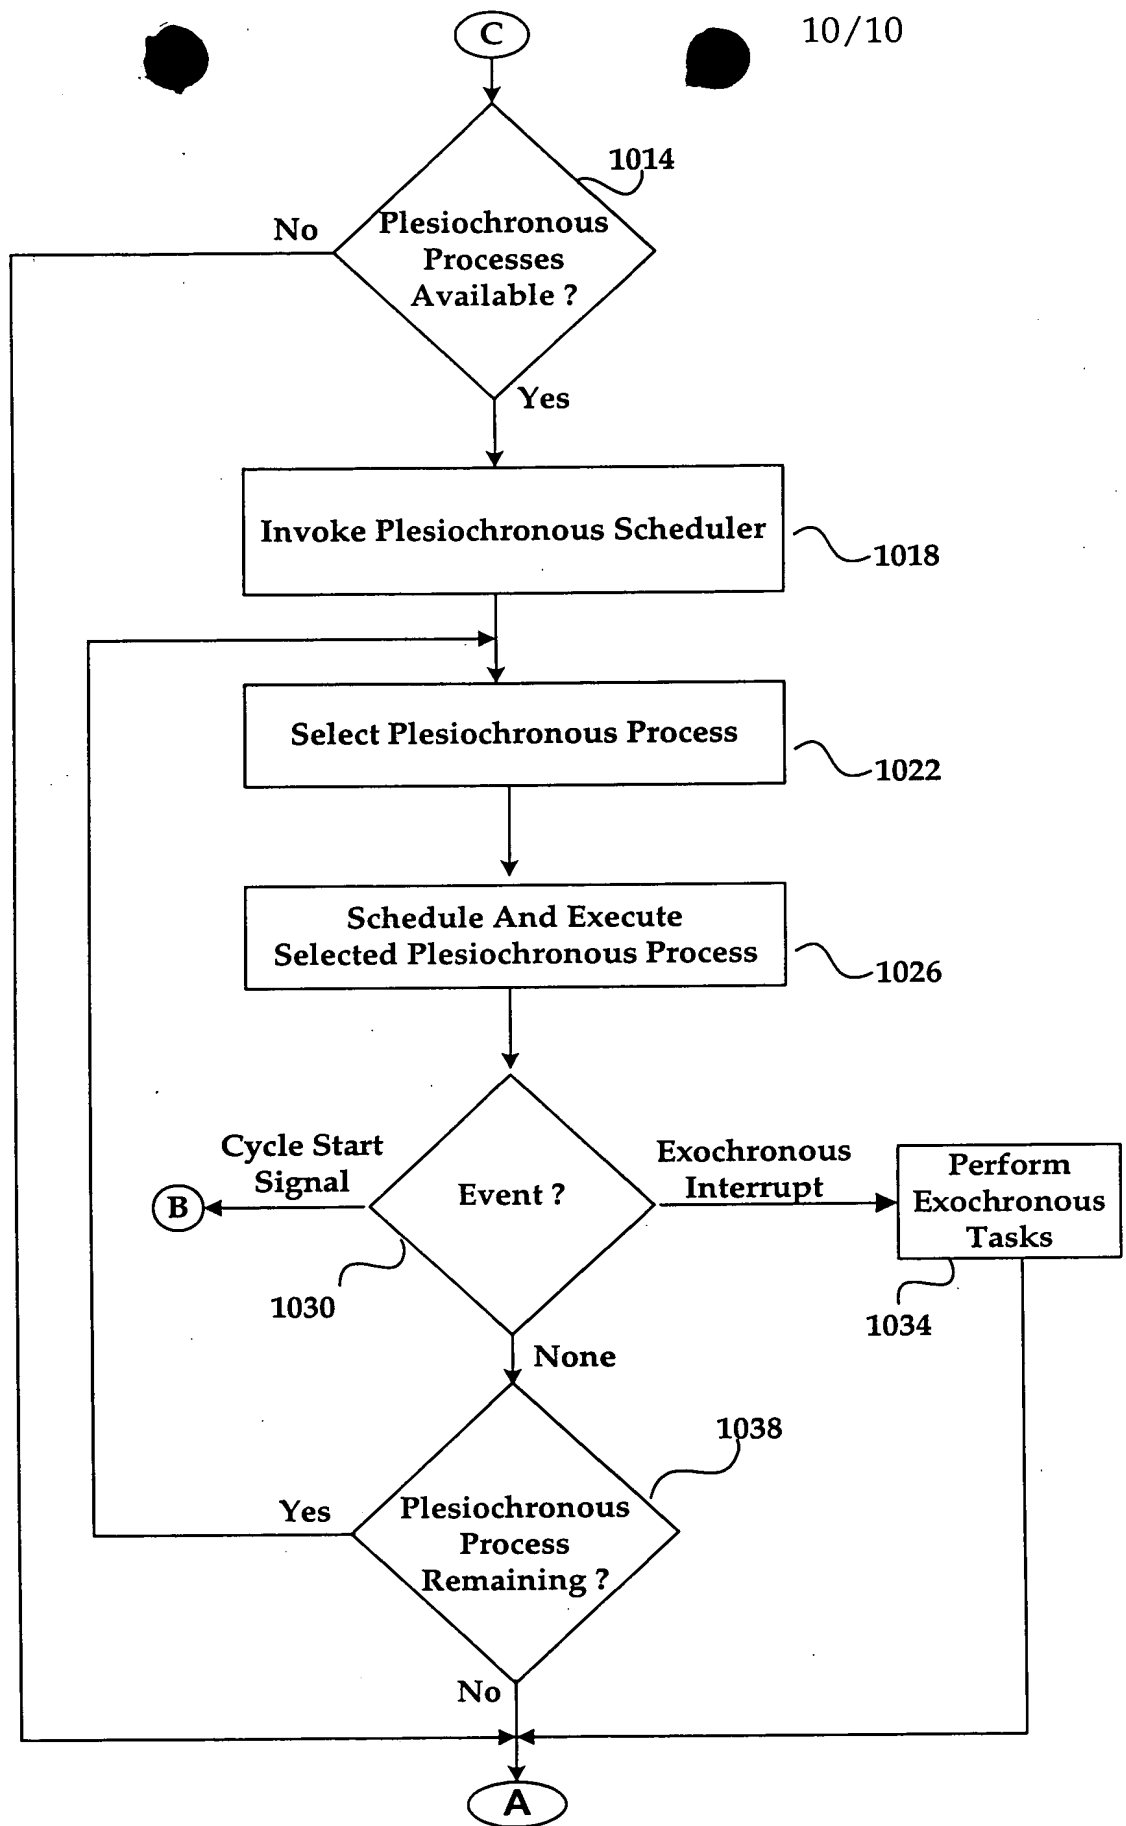 C
10/10
1014
No
Plesiochronous
Processes
Available ?
Yes
Invoke Plesiochronous Scheduler
1018
Select Plesiochronous Process
1022
Schedule And Execute
Selected Plesiochronous Process
1026
Cycle Start
Signal
B
Event ?
Exochronous
Interrupt
Perform
Exochronous
Tasks
1030
1034
None
1038
Yes
Plesiochronous
Process
Remaining ?
No
A